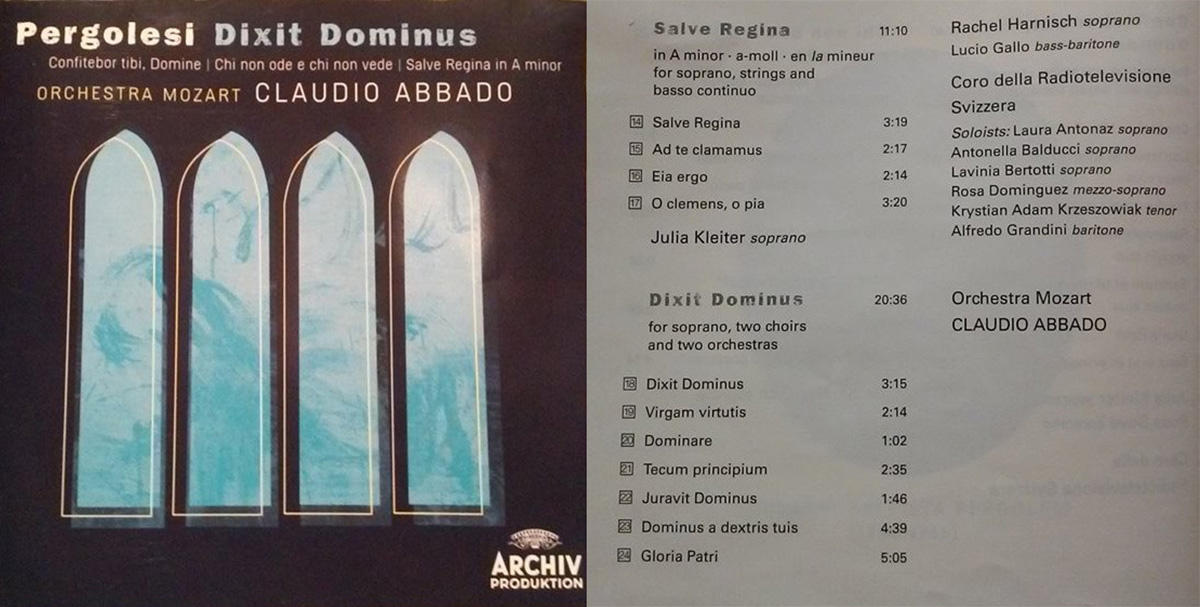 Pergolesi Dixit Dominus
Confitebor tibi, Domine | Chi non ode e chi non vede | Salve Regina in A minor
ORCHESTRA MOZART CLAUDIO ABBADO
ARCHIV
PRODUKTION
Salve Regina 11:10
in A minor · a-moll · en la mineur
for soprano, strings and
basso continuo
14 Salve Regina 3:19
15 Ad te clamamus 2:17
16 Eia ergo 2:14
17 O clemens, o pia 3:20
Julia Kleiter soprano
Dixit Dominus 20:36
for soprano, two choirs
and two orchestras
18 Dixit Dominus 3:15
19 Virgam virtutis 2:14
20 Dominare 1:02
21 Tecum principium 2:35
22 Juravit Dominus 1:46
23 Dominus a dextris tuis 4:39
24 Gloria Patri 5:05
Rachel Harnisch soprano
Lucio Gallo bass-baritone
Coro della Radiotelevisione
Svizzera
Soloists: Laura Antonaz soprano
Antonella Balducci soprano
Lavinia Bertotti soprano
Rosa Dominguez mezzo-soprano
Krystian Adam Krzeszowiak tenor
Alfredo Grandini baritone
Orchestra Mozart
CLAUDIO ABBADO